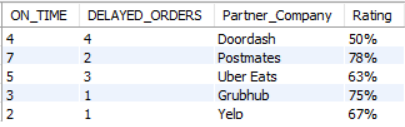 ON_TIME DELAYED_ORDERS Partner_Company Rating
4 4 Doordash 50%
7 2 Postmates 78%
5 3 Uber Eats 63%
3 1 Grubhub 75%
2 1 Yelp 67%